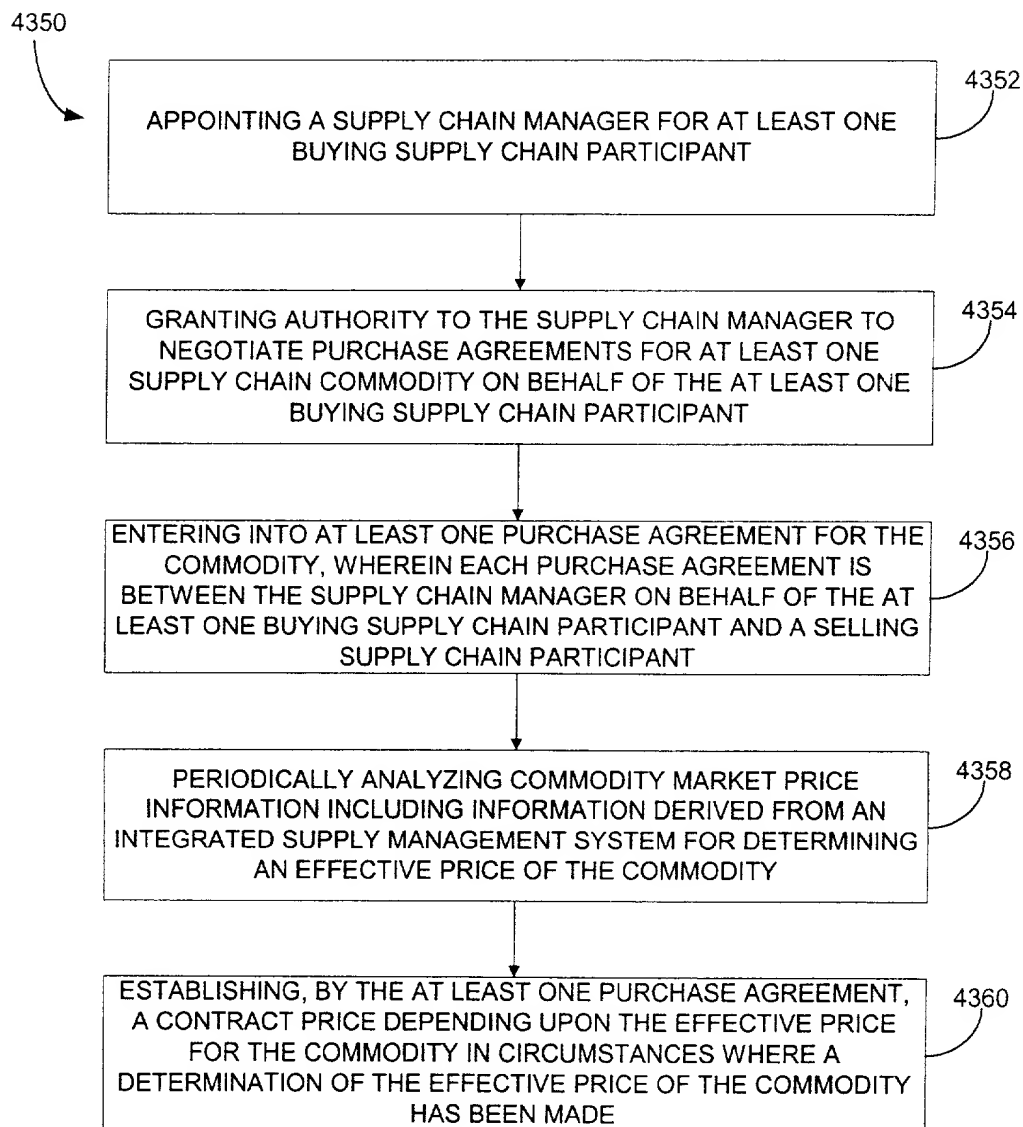 4350
APPOINTING A SUPPLY CHAIN MANAGER FOR AT LEAST ONE
BUYING SUPPLY CHAIN PARTICIPANT
4352
GRANTING AUTHORITY TO THE SUPPLY CHAIN MANAGER TO
NEGOTIATE PURCHASE AGREEMENTS FOR AT LEAST ONE
SUPPLY CHAIN COMMODITY ON BEHALF OF THE AT LEAST ONE
BUYING SUPPLY CHAIN PARTICIPANT
4354
ENTERING INTO AT LEAST ONE PURCHASE AGREEMENT FOR THE
COMMODITY, WHEREIN EACH PURCHASE AGREEMENT IS
BETWEEN THE SUPPLY CHAIN MANAGER ON BEHALF OF THE AT
LEAST ONE BUYING SUPPLY CHAIN PARTICIPANT AND A SELLING
SUPPLY CHAIN PARTICIPANT
4356
PERIODICALLY ANALYZING COMMODITY MARKET PRICE
INFORMATION INCLUDING INFORMATION DERIVED FROM AN
INTEGRATED SUPPLY MANAGEMENT SYSTEM FOR DETERMINING
AN EFFECTIVE PRICE OF THE COMMODITY
4358
ESTABLISHING, BY THE AT LEAST ONE PURCHASE AGREEMENT,
A CONTRACT PRICE DEPENDING UPON THE EFFECTIVE PRICE
FOR THE COMMODITY IN CIRCUMSTANCES WHERE A
DETERMINATION OF THE EFFECTIVE PRICE OF THE COMMODITY
HAS BEEN MADE
4360